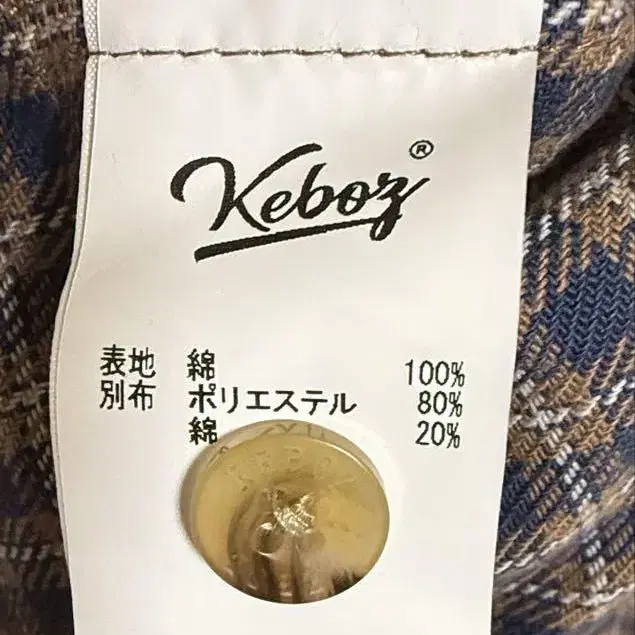 Keboz®
表地 綿 100%
別布 ポリエステル 80%
綿 20%